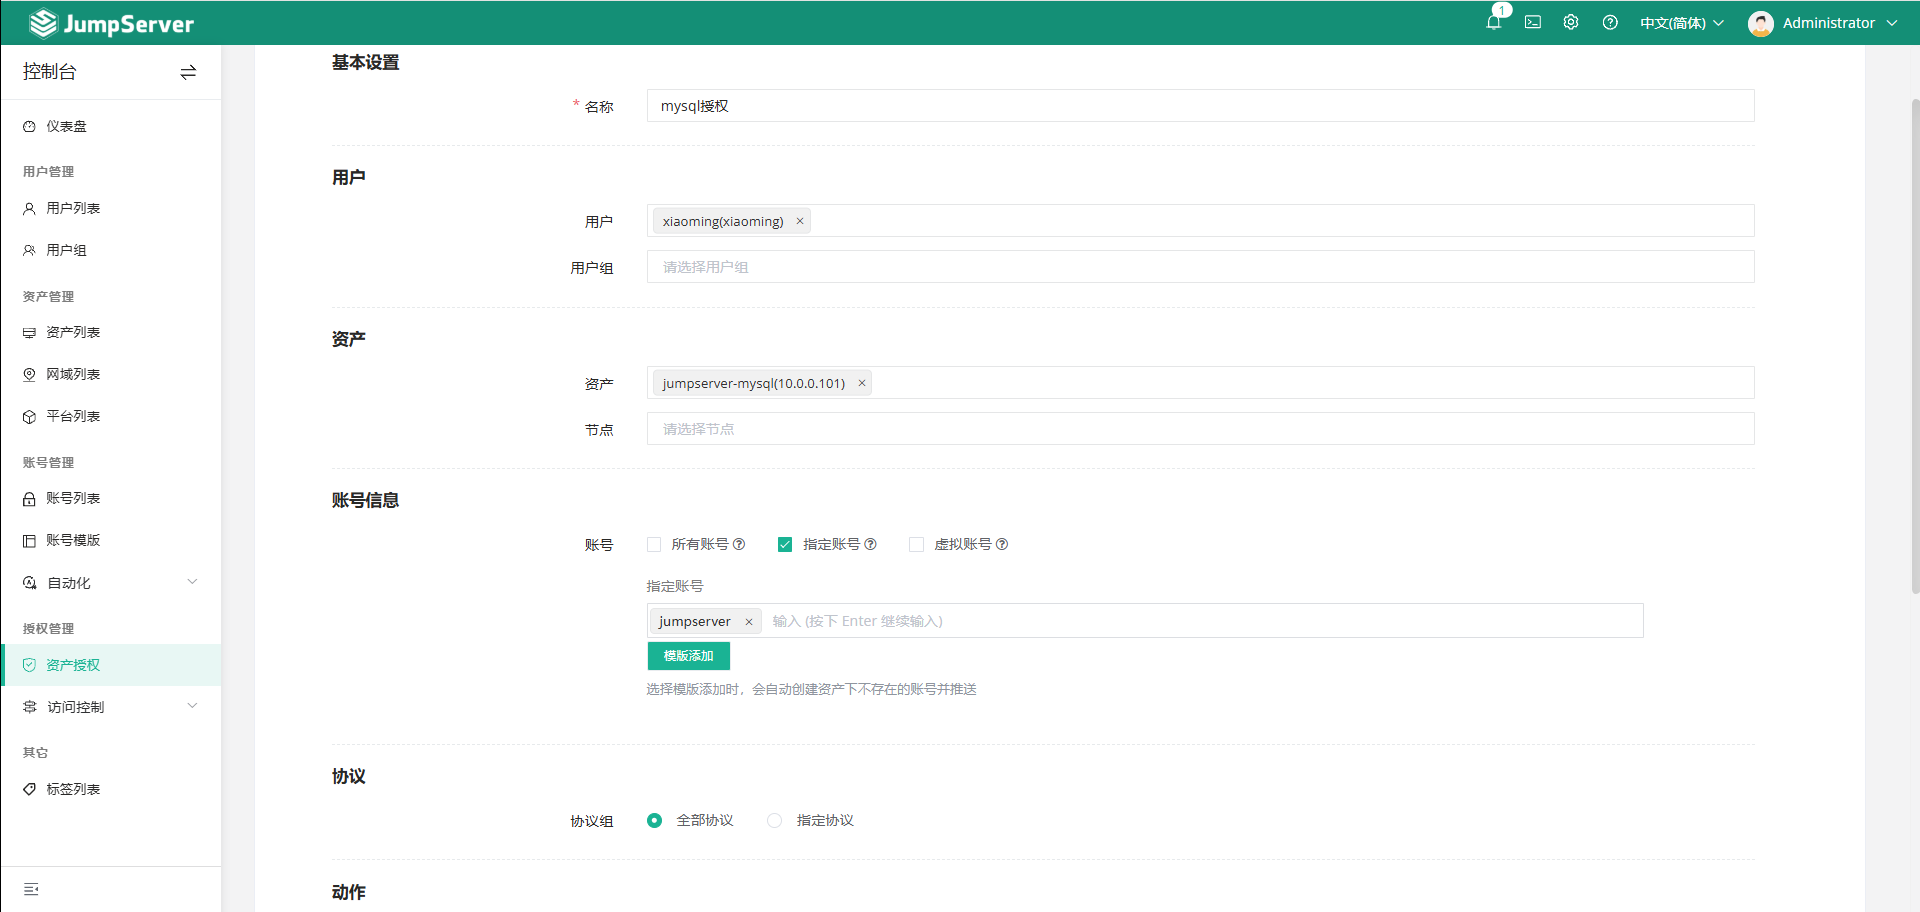 JumpServer
1
中文(简体)
Administrator
控制台
仪表盘
用户管理
用户列表
用户组
资产管理
资产列表
网域列表
平台列表
账号管理
账号列表
账号模版
自动化
授权管理
资产授权
访问控制
其它
标签列表
基本设置
* 名称
mysql授权
用户
用户
xiaoming(xiaoming) ×
用户组
请选择用户组
资产
资产
jumpserver-mysql(10.0.0.101) ×
节点
请选择节点
账号信息
账号
所有账号
指定账号
虚拟账号
指定账号
jumpserver × 输入 (按下 Enter 继续输入)
模版添加
选择模版添加时，会自动创建资产下不存在的账号并推送
协议
协议组
全部协议
指定协议
动作